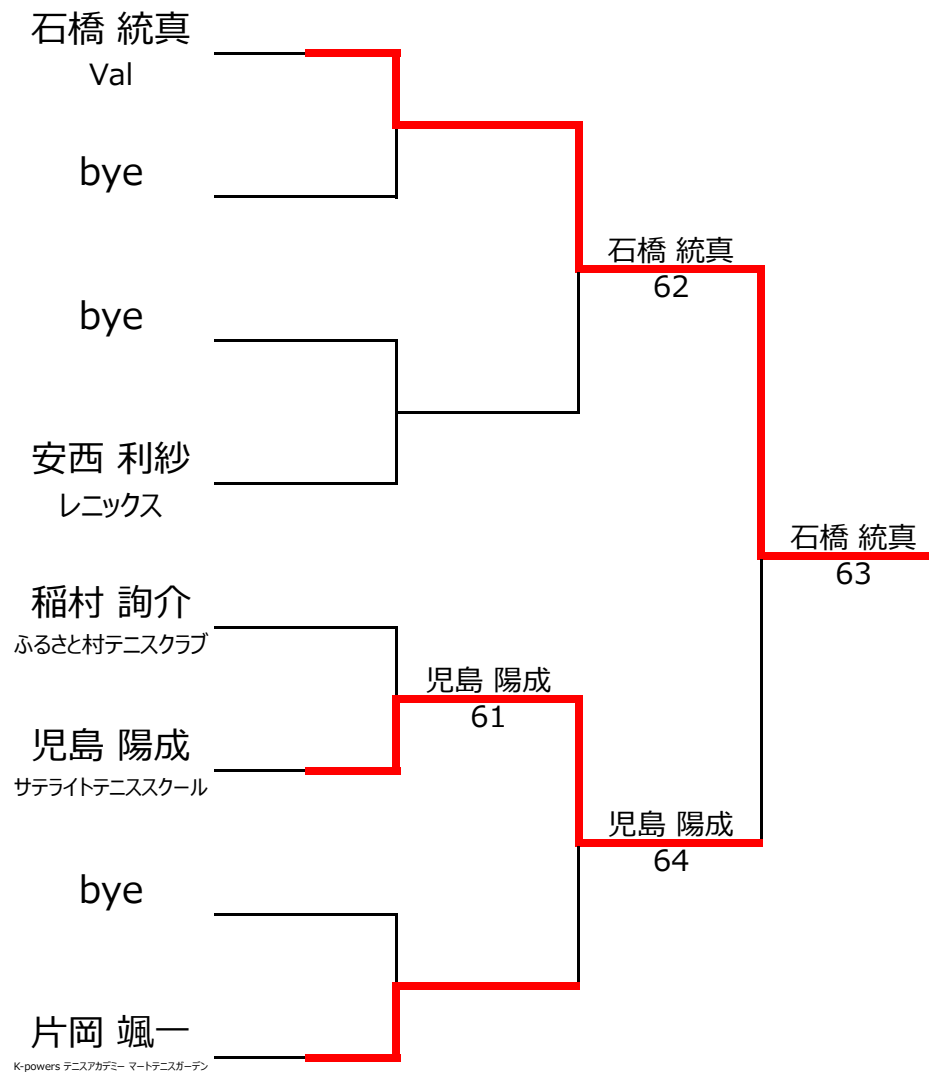 石橋 統真
Val
bye
bye
安西 利紗
レニックス
稲村 詢介
ふるさと村テニスクラブ
児島 陽成
サテライトテニススクール
bye
片岡 颯一
K-powers テニスアカデミー マートテニスガーデン
児島 陽成
61
石橋 統真
62
児島 陽成
64
石橋 統真
63